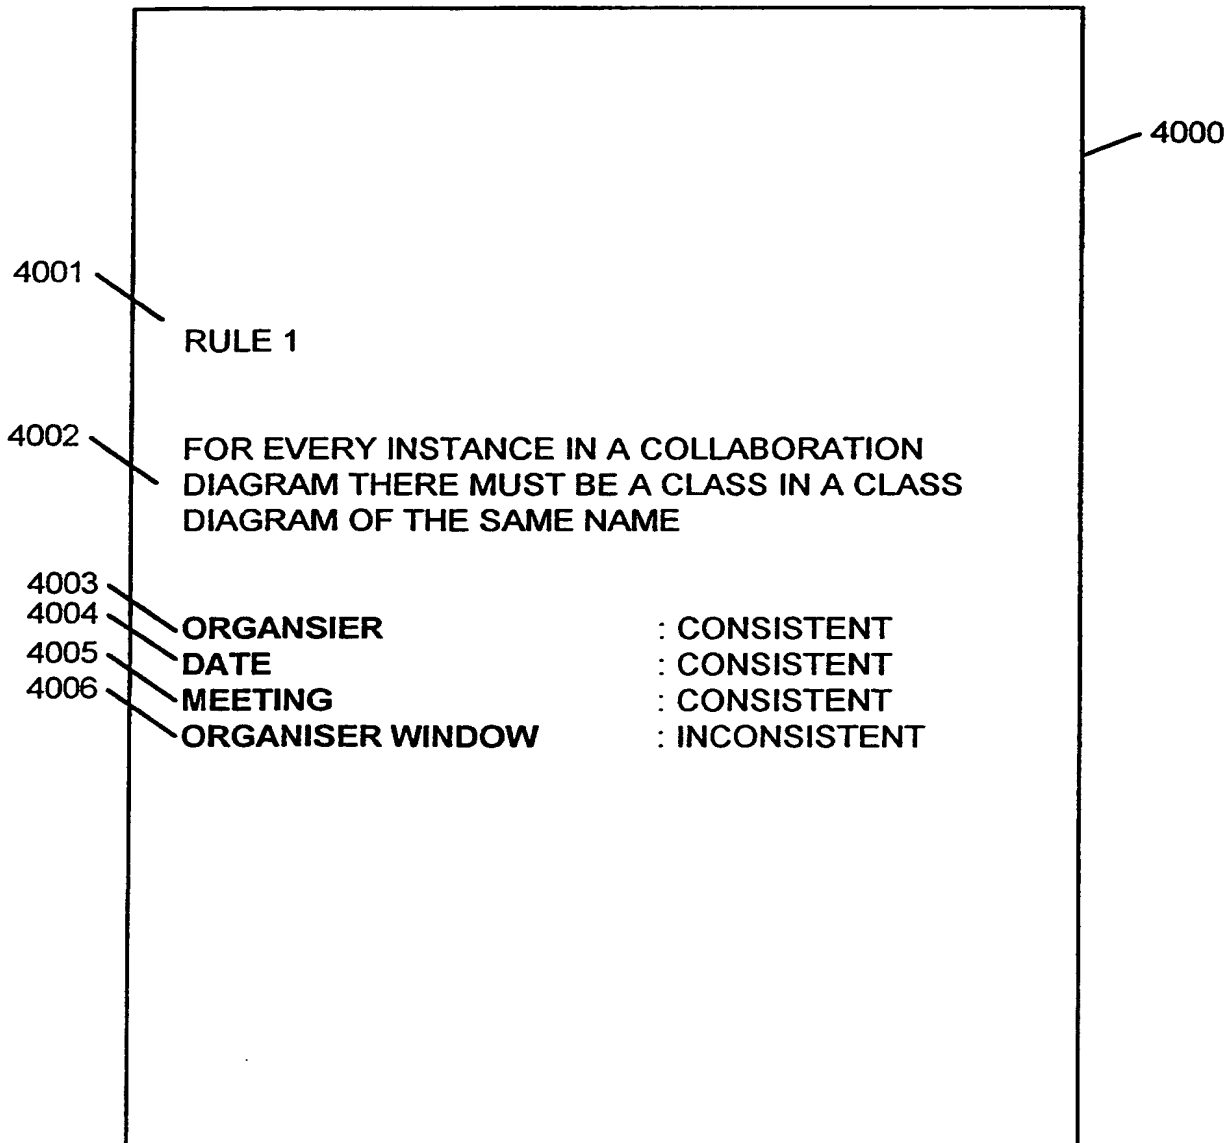 4000
4001
RULE 1
4002
FOR EVERY INSTANCE IN A COLLABORATION
DIAGRAM THERE MUST BE A CLASS IN A CLASS
DIAGRAM OF THE SAME NAME
4003
ORGANSIER : CONSISTENT
4004
DATE : CONSISTENT
4005
MEETING : CONSISTENT
4006
ORGANISER WINDOW : INCONSISTENT